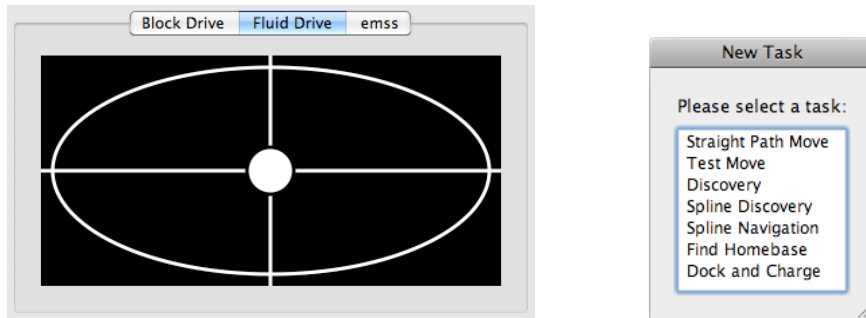 Block Drive Fluid Drive emss
New Task
Please select a task:
Straight Path Move
Test Move
Discovery
Spline Discovery
Spline Navigation
Find Homebase
Dock and Charge